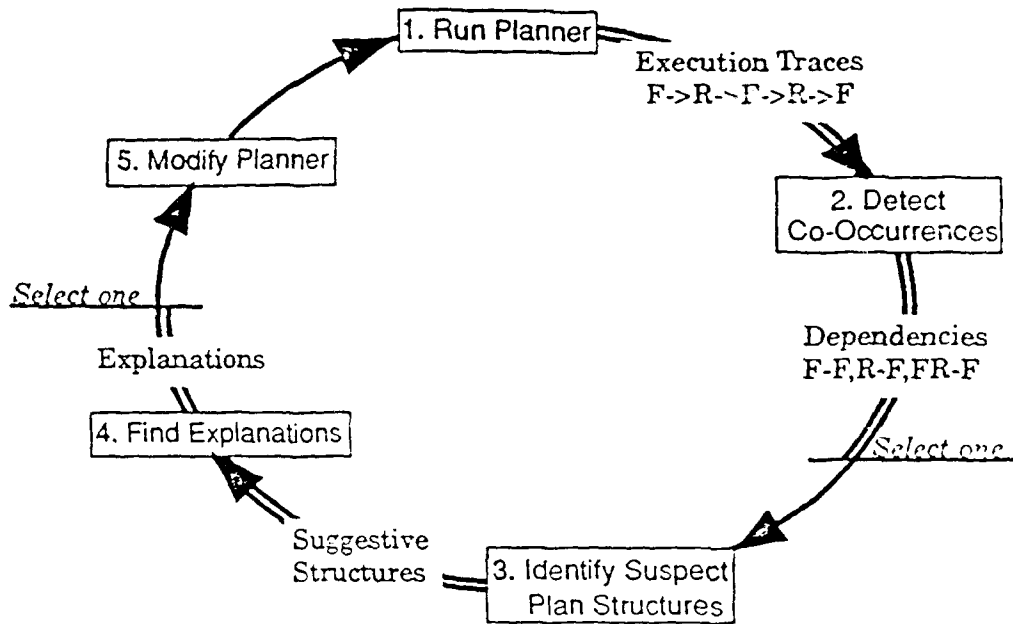 1. Run Planner
Execution Traces
F->R->F->R->F
2. Detect
Co-Occurrences
Dependencies
F-F,R-F,FR-F
Select one
3. Identify Suspect
Plan Structures
Suggestive
Structures
4. Find Explanations
Explanations
Select one
5. Modify Planner